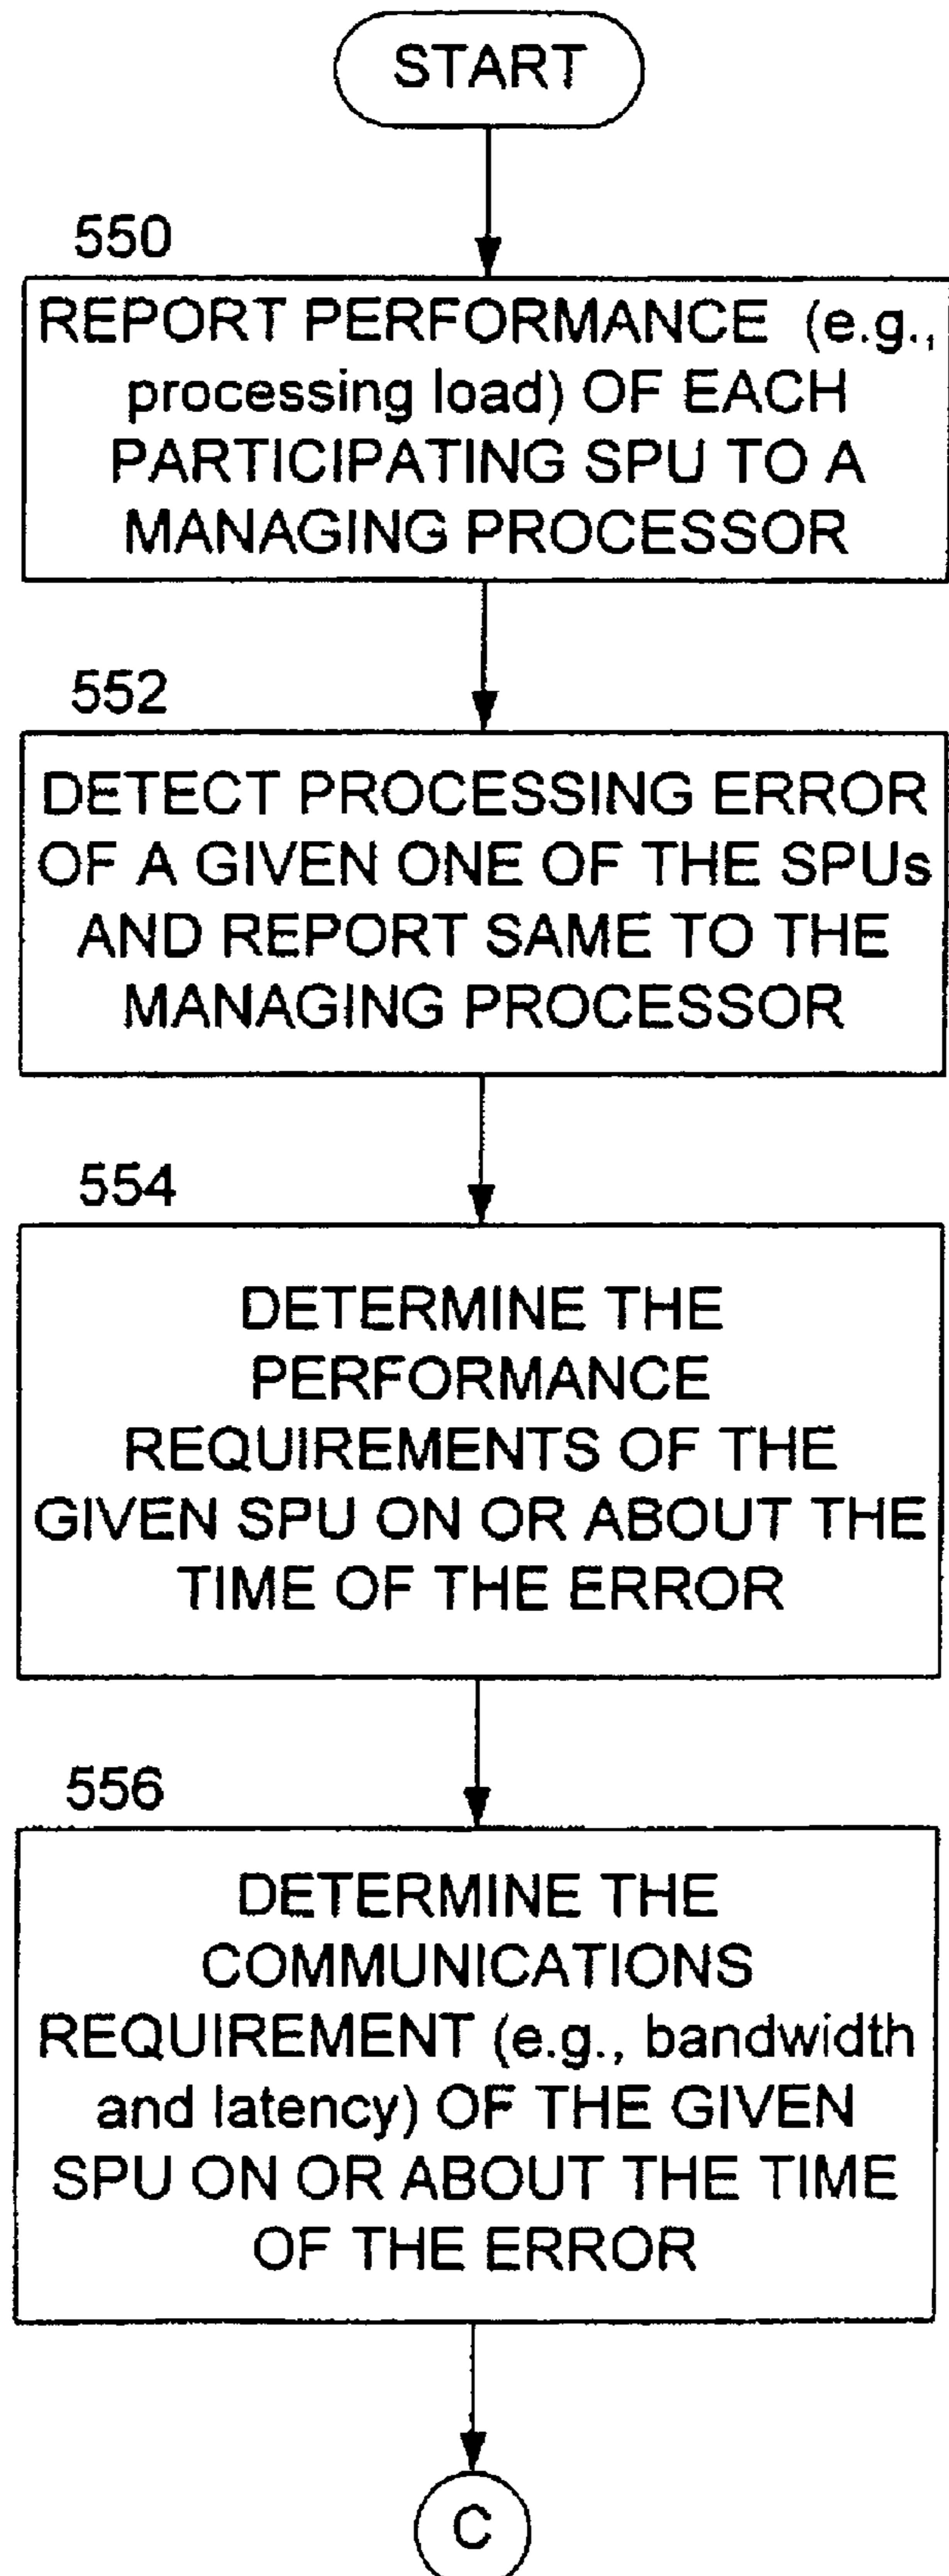 START
550
REPORT PERFORMANCE (e.g.,
processing load) OF EACH
PARTICIPATING SPU TO A
MANAGING PROCESSOR
552
DETECT PROCESSING ERROR
OF A GIVEN ONE OF THE SPUs
AND REPORT SAME TO THE
MANAGING PROCESSOR
554
DETERMINE THE
PERFORMANCE
REQUIREMENTS OF THE
GIVEN SPU ON OR ABOUT THE
TIME OF THE ERROR
556
DETERMINE THE
COMMUNICATIONS
REQUIREMENT (e.g., bandwidth
and latency) OF THE GIVEN
SPU ON OR ABOUT THE TIME
OF THE ERROR
C